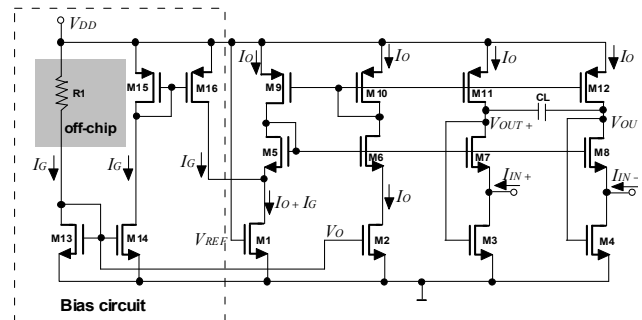 VDD
IO IO IO IO
R1
M15 M16 M9 M10 M11 CL M12
off-chip
VOUT+ VOU
IG IG IG M5 M6 M7 M8
IIN+ IIN−
IO + IG IO
M13 M14 VREF M1 VO M2 M3 M4
Bias circuit